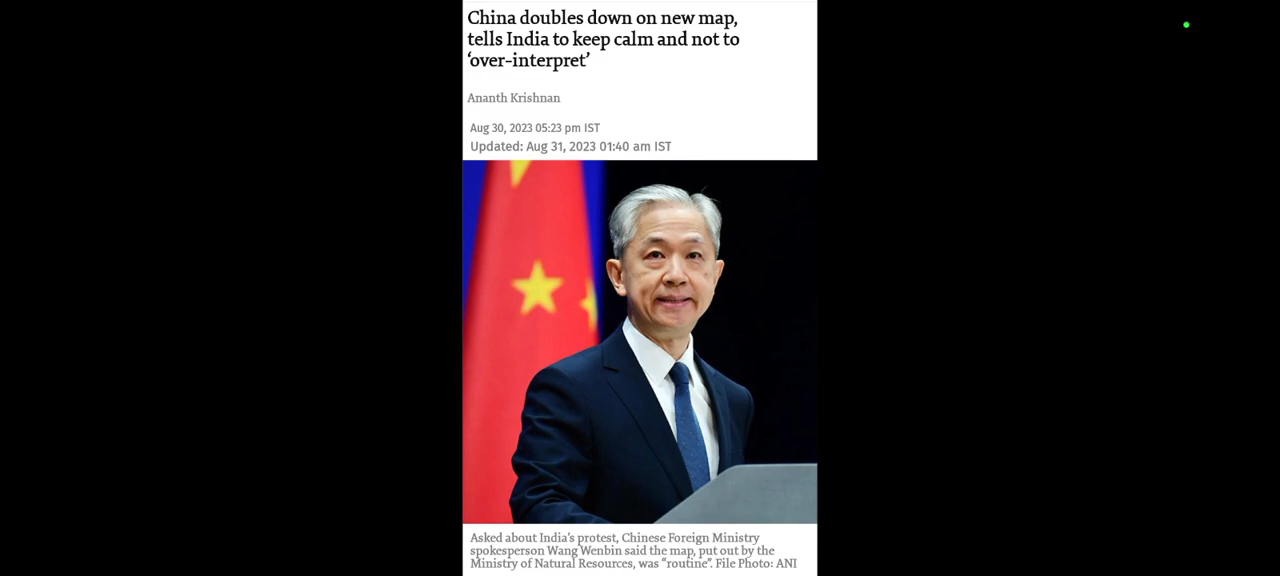 China doubles down on new map,
tells India to keep calm and not to
‘over-interpret’
Ananth Krishnan
Aug 30, 2023 05:23 pm IST
Updated: Aug 31, 2023 01:40 am IST
Asked about India’s protest, Chinese Foreign Ministry
spokesperson Wang Wenbin said the map, put out by the
Ministry of Natural Resources, was “routine”. File Photo: ANI